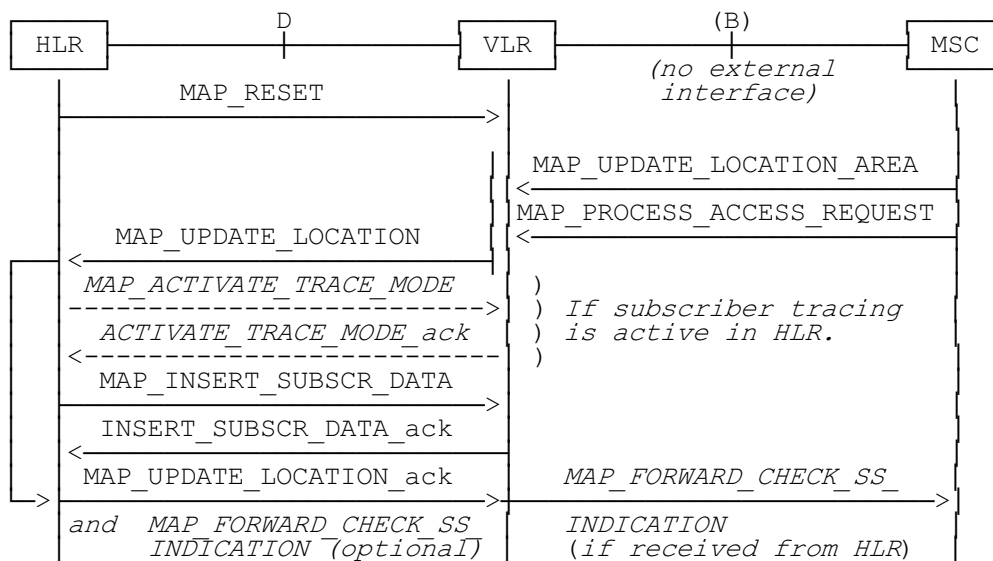 D (B)
HLR VLR MSC
(no external
interface)
MAP_RESET
MAP_UPDATE_LOCATION_AREA
MAP_PROCESS_ACCESS_REQUEST
MAP_UPDATE_LOCATION
MAP_ACTIVATE_TRACE_MODE )
) If subscriber tracing
ACTIVATE_TRACE_MODE_ack ) is active in HLR.
)
MAP_INSERT_SUBSCR_DATA
INSERT_SUBSCR_DATA_ack
MAP_UPDATE_LOCATION_ack MAP_FORWARD_CHECK_SS_
and MAP_FORWARD_CHECK_SS_ INDICATION
INDICATION (optional) (if received from HLR)